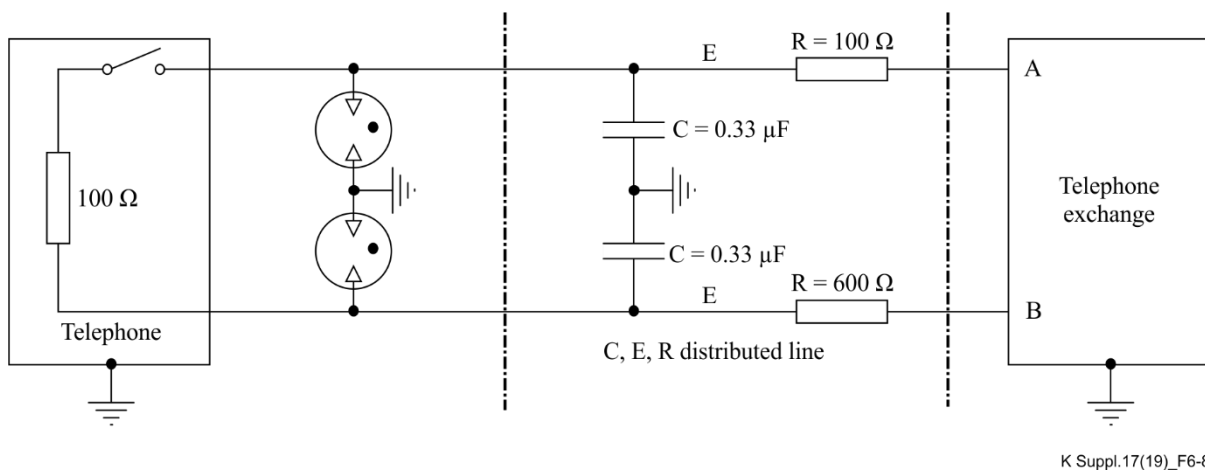 E
R = 100 Ω
A
C = 0.33 µF
100 Ω
Telephone
exchange
C = 0.33 µF
E
R = 600 Ω
B
Telephone
C, E, R distributed line